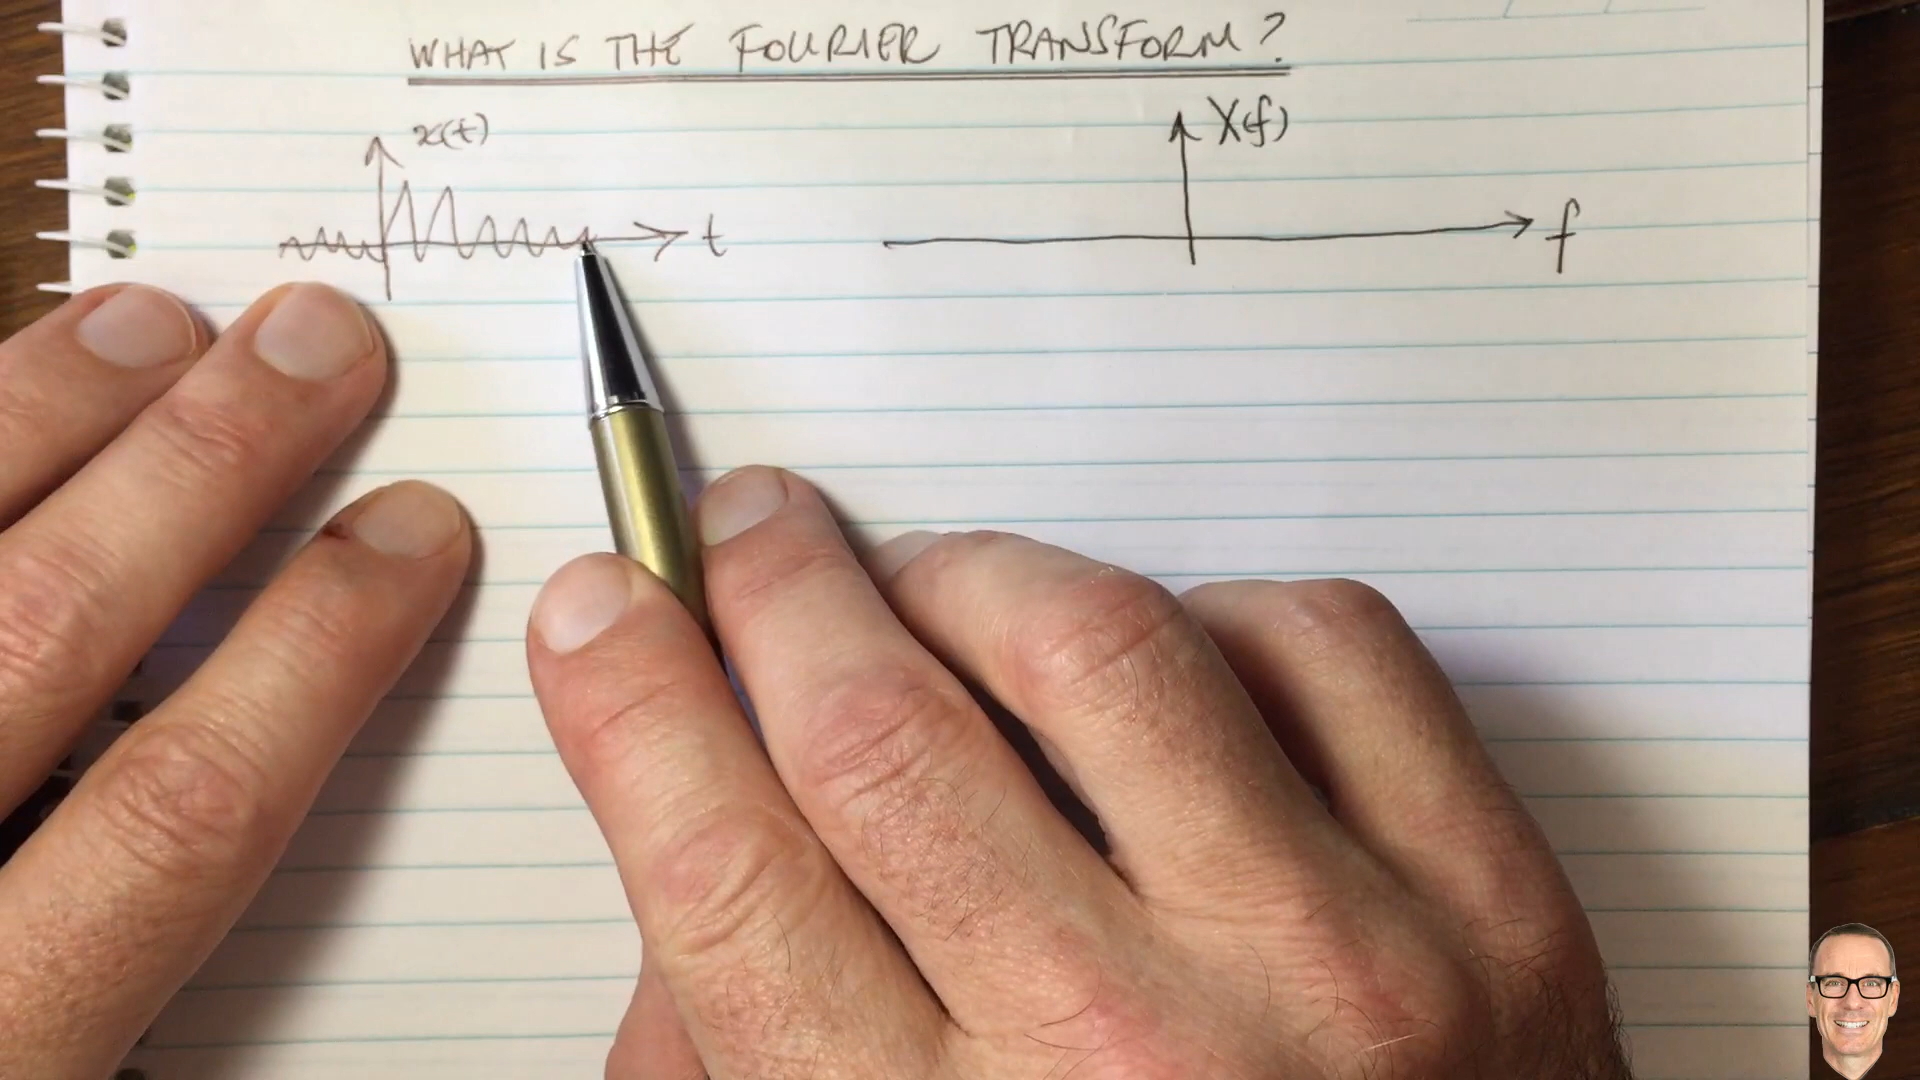 WHAT IS THE FOURIER TRANSFORM?
x(t)
X(f)
t
f